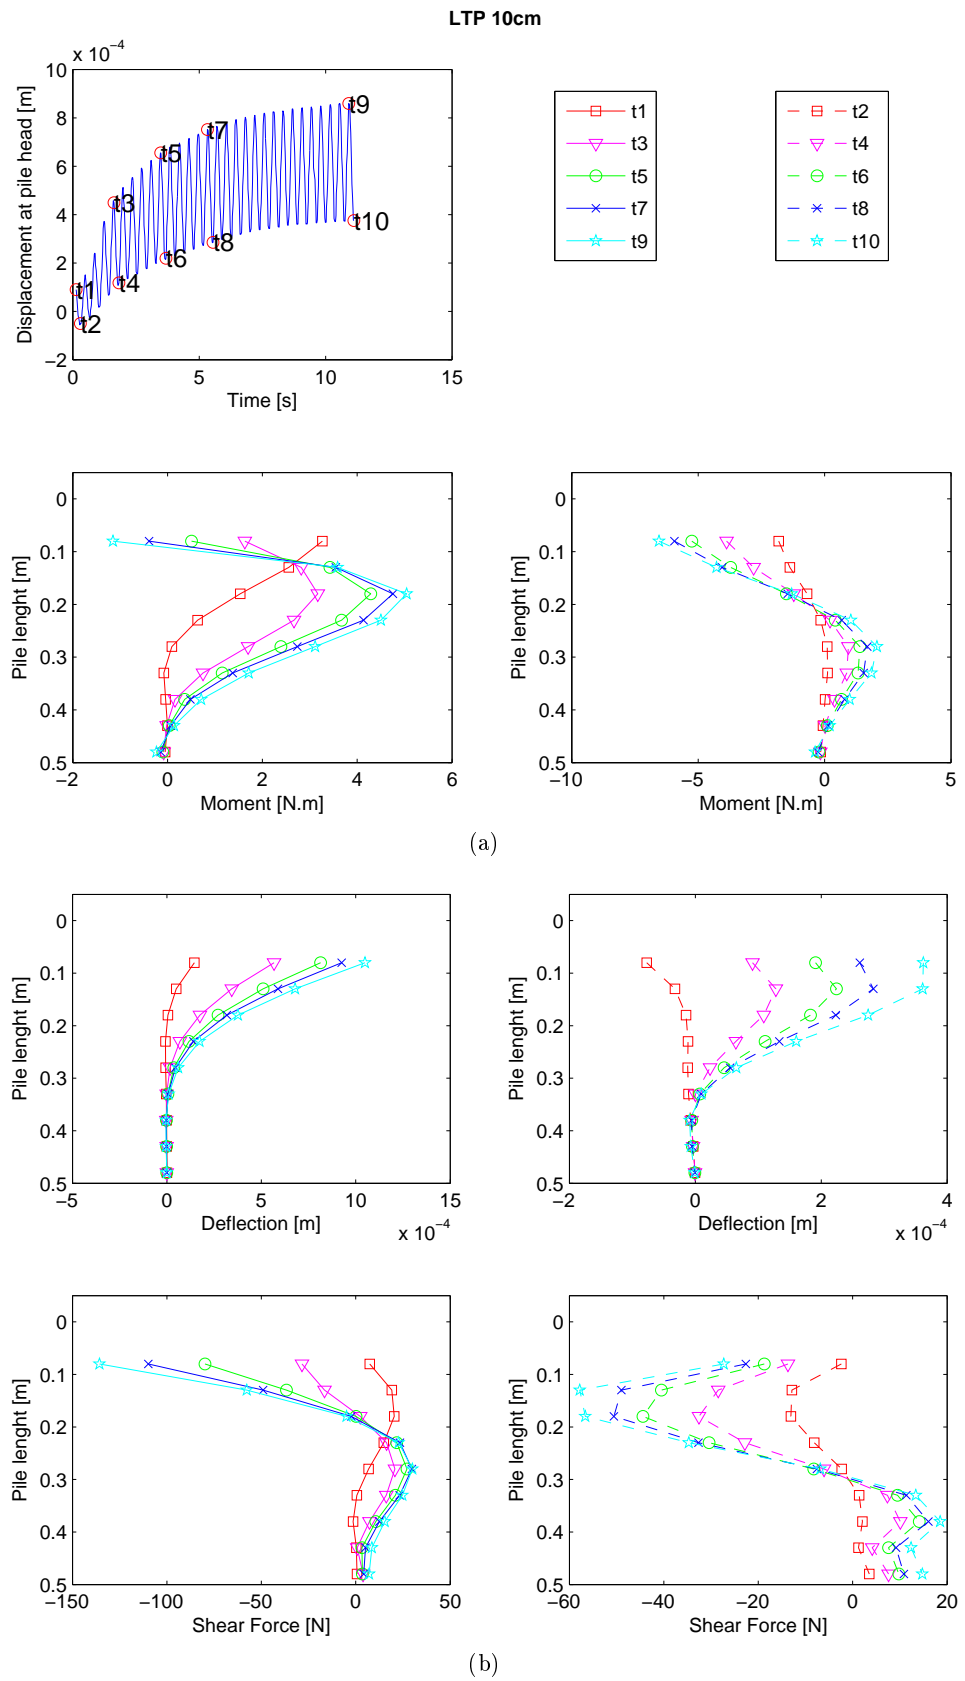 LTP 10cm
x 10−4
Displacement at pile head [m]
10
8
6
4
2
0
−2
t1
t2
t3
t4
t5
t6
t7
t8
t9
t10
0 5 10 15
Time [s]
t1
t3
t5
t7
t9
t2
t4
t6
t8
t10
Pile lenght [m]
0
0.1
0.2
0.3
0.4
0.5
−2 0 2 4 6
Moment [N.m]
Pile lenght [m]
0
0.1
0.2
0.3
0.4
0.5
−10 −5 0 5
Moment [N.m]
(a)
Pile lenght [m]
0
0.1
0.2
0.3
0.4
0.5
−5 0 5 10 15
Deflection [m]
x 10−4
Pile lenght [m]
0
0.1
0.2
0.3
0.4
0.5
−2 0 2 4
Deflection [m]
x 10−4
Pile lenght [m]
0
0.1
0.2
0.3
0.4
0.5
−150 −100 −50 0 50
Shear Force [N]
Pile lenght [m]
0
0.1
0.2
0.3
0.4
0.5
−60 −40 −20 0 20
Shear Force [N]
(b)